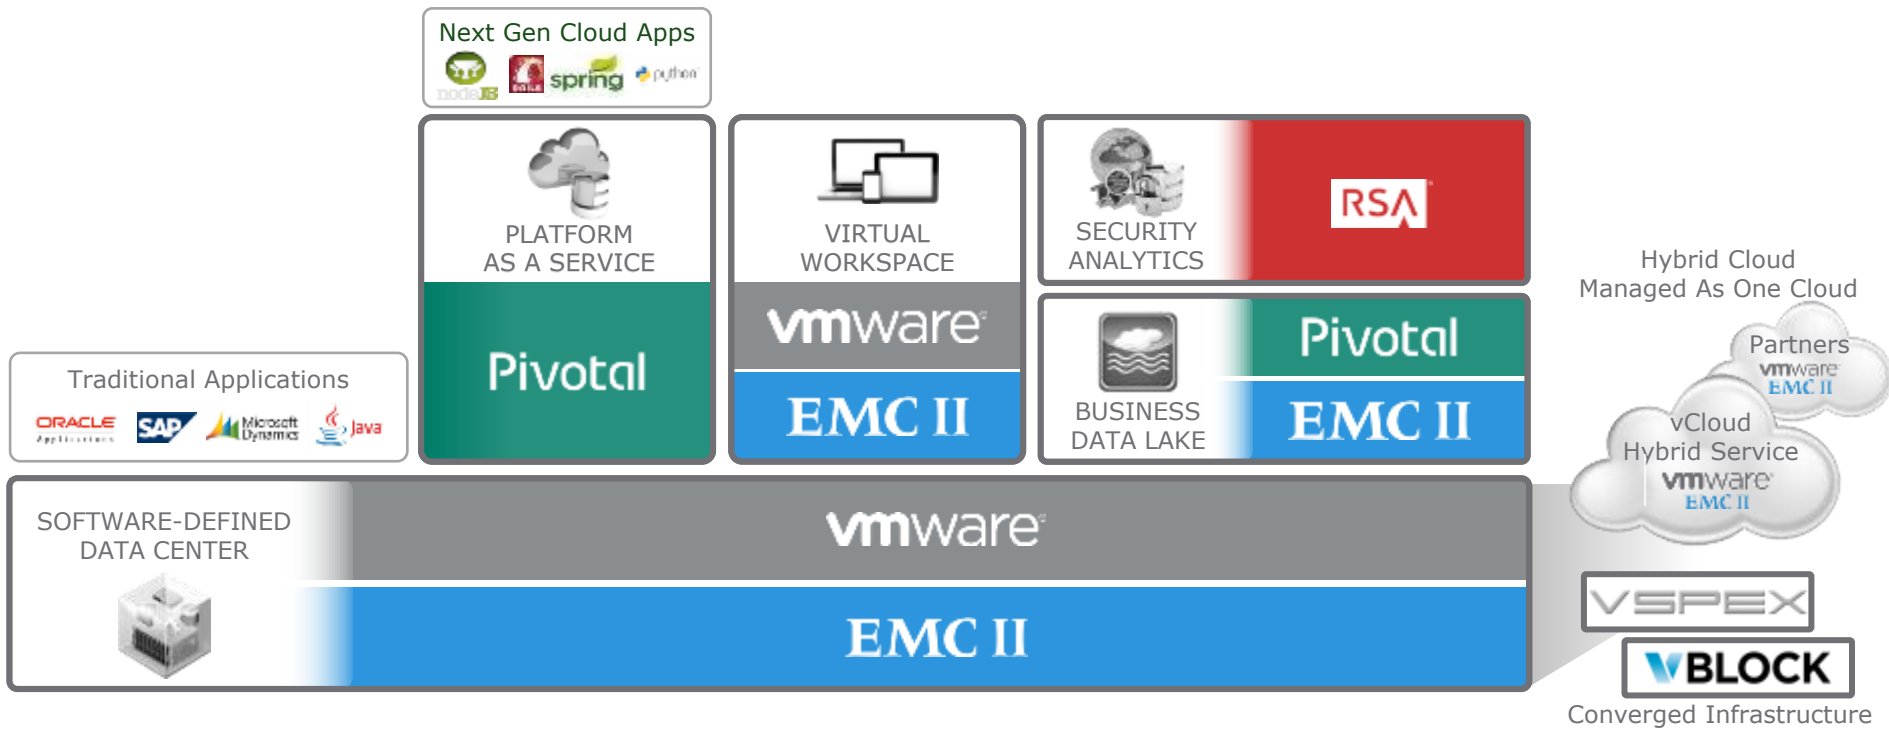 Next Gen Cloud Apps
nodeJS
RAILS
spring
python
PLATFORM
AS A SERVICE
Pivotal
VIRTUAL
WORKSPACE
vmware
EMC II
SECURITY
ANALYTICS
RSA
BUSINESS
DATA LAKE
Pivotal
EMC II
Traditional Applications
ORACLE
Applications
SAP
Microsoft
Dynamics
Java
SOFTWARE-DEFINED
DATA CENTER
vmware
EMC II
Hybrid Cloud
Managed As One Cloud
Partners
vmware
EMC II
vCloud
Hybrid Service
vmware
EMC II
VSPEX
VBLOCK
Converged Infrastructure